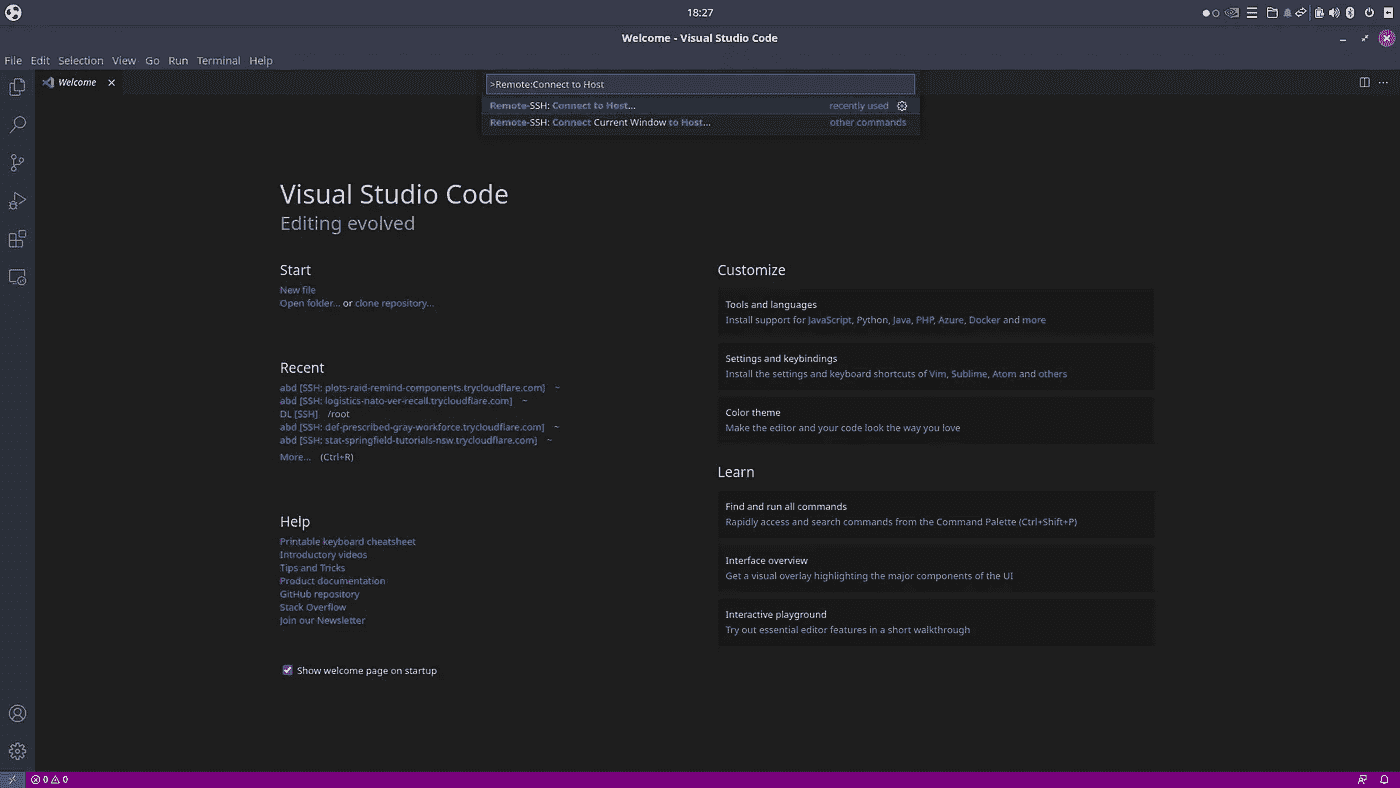 18:27
Welcome - Visual Studio Code
File Edit Selection View Go Run Terminal Help
Welcome
>Remote:Connect to Host
Remote-SSH: Connect to Host... recently used
Remote-SSH: Connect Current Window to Host... other commands
Visual Studio Code
Editing evolved
Start
New file
Open folder... or clone repository...
Recent
abd [SSH: plots-raid-remind-components.trycloudflare.com] ~
abd [SSH: logistics-nato-ver-recall.trycloudflare.com] ~
DL [SSH] /root
abd [SSH: def-prescribed-gray-workforce.trycloudflare.com] ~
abd [SSH: stat-springfield-tutorials-nsw.trycloudflare.com] ~
More... (Ctrl+R)
Help
Printable keyboard cheatsheet
Introductory videos
Tips and Tricks
Product documentation
GitHub repository
Stack Overflow
Join our Newsletter
Show welcome page on startup
Customize
Tools and languages
Install support for JavaScript, Python, Java, PHP, Azure, Docker and more
Settings and keybindings
Install the settings and keyboard shortcuts of Vim, Sublime, Atom and others
Color theme
Make the editor and your code look the way you love
Learn
Find and run all commands
Rapidly access and search commands from the Command Palette (Ctrl+Shift+P)
Interface overview
Get a visual overlay highlighting the major components of the UI
Interactive playground
Try out essential editor features in a short walkthrough
0 0